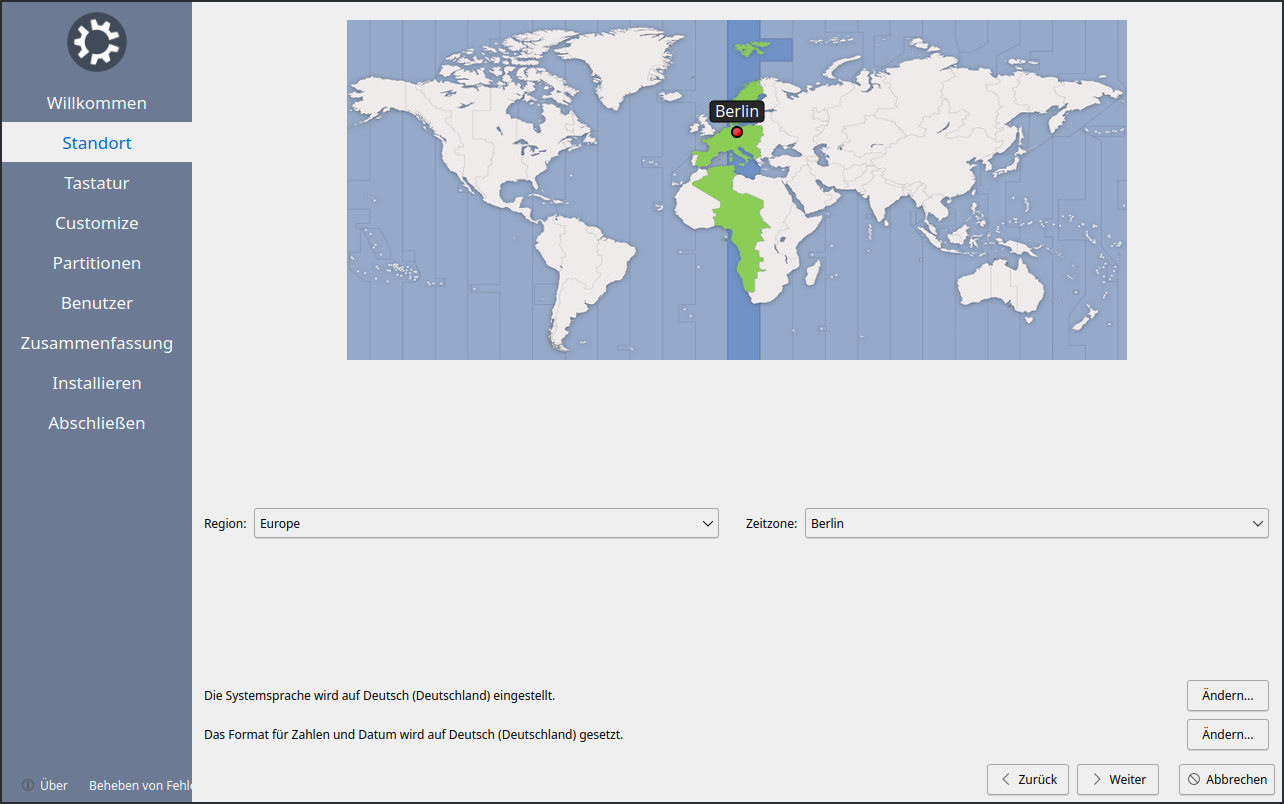 Willkommen
Standort
Tastatur
Customize
Partitionen
Benutzer
Zusammenfassung
Installieren
Abschließen
Über
Beheben von Fehle
Berlin
Region: Europe
Zeitzone: Berlin
Die Systemsprache wird auf Deutsch (Deutschland) eingestellt.
Ändern...
Das Format für Zahlen und Datum wird auf Deutsch (Deutschland) gesetzt.
Ändern...
Zurück
Weiter
Abbrechen